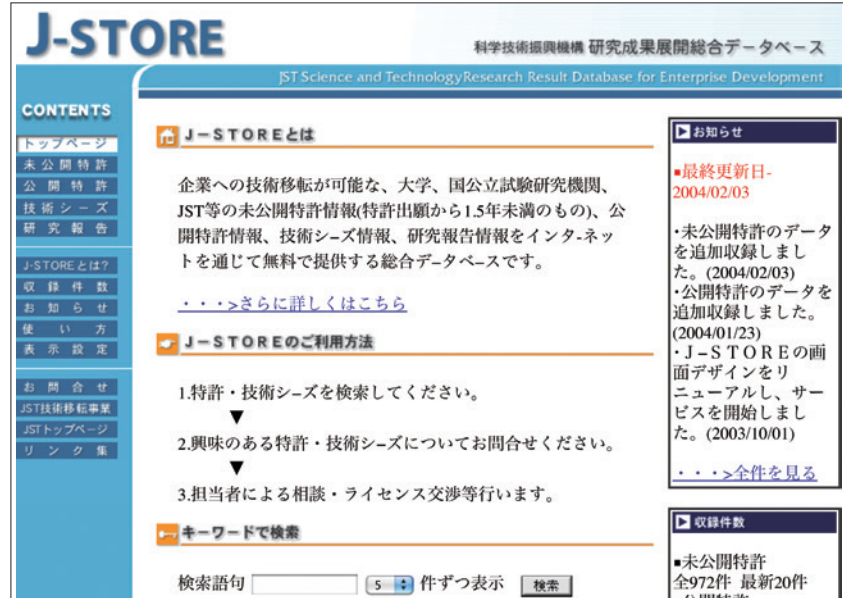 J-STORE
科学技術振興機構 研究成果展開総合データベース
JST Science and TechnologyResearch Result Database for Enterprise Development
CONTENTS
トップページ
未公開特許
公開特許
技術シーズ
研究報告
J-STOREとは?
収録件数
お知らせ
使い方
表示設定
お問合せ
JST技術移転事業
JSTトップページ
リンク集
J－STOREとは
企業への技術移転が可能な、大学、国公立試験研究機関、
JST等の未公開特許情報(特許出願から1.5年未満のもの)、公
開特許情報、技術シ−ズ情報、研究報告情報をインタ-ネッ
トを通じて無料で提供する総合デ−タベ−スです。
・・・>さらに詳しくはこちら
J－STOREのご利用方法
1.特許・技術シ−ズを検索してください。
▼
2.興味のある特許・技術シ−ズについてお問合せください。
▼
3.担当者による相談・ライセンス交渉等行います。
キーワードで検索
検索語句 5 件ずつ表示 検索
お知らせ
■最終更新日-
2004/02/03
・未公開特許のデータ
を追加収録しまし
た。(2004/02/03)
・公開特許のデータを
追加収録しました。
(2004/01/23)
・J−STOREの画
面デザインをリ
ニューアルし、サー
ビスを開始しまし
た。(2003/10/01)
・・・>全件を見る
収録件数
■未公開特許
全972件 最新20件